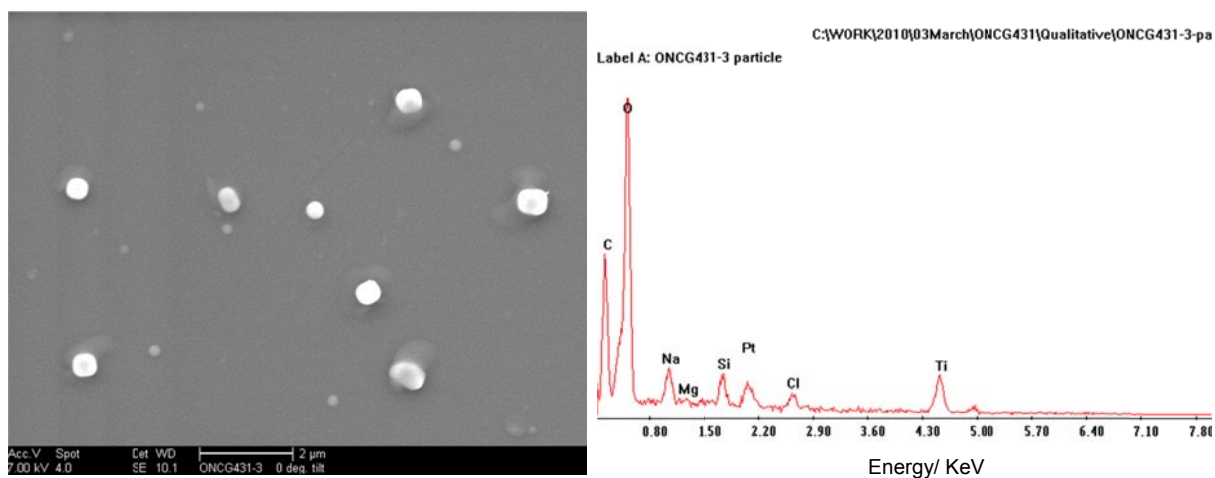 Acc.V Spot Det WD 2 µm
7.00 kV 4.0 SE 10.1 ONCG431-3 0 deg. tilt
C:\WORK\2010\03March\ONCG431\Qualitative\ONCG431-3-pa
Label A: ONCG431-3 particle
O
C
Na
Mg
Si
Pt
Cl
Ti
0.80 1.50 2.20 2.90 3.60 4.30 5.00 5.70 6.40 7.10 7.80
Energy/ KeV